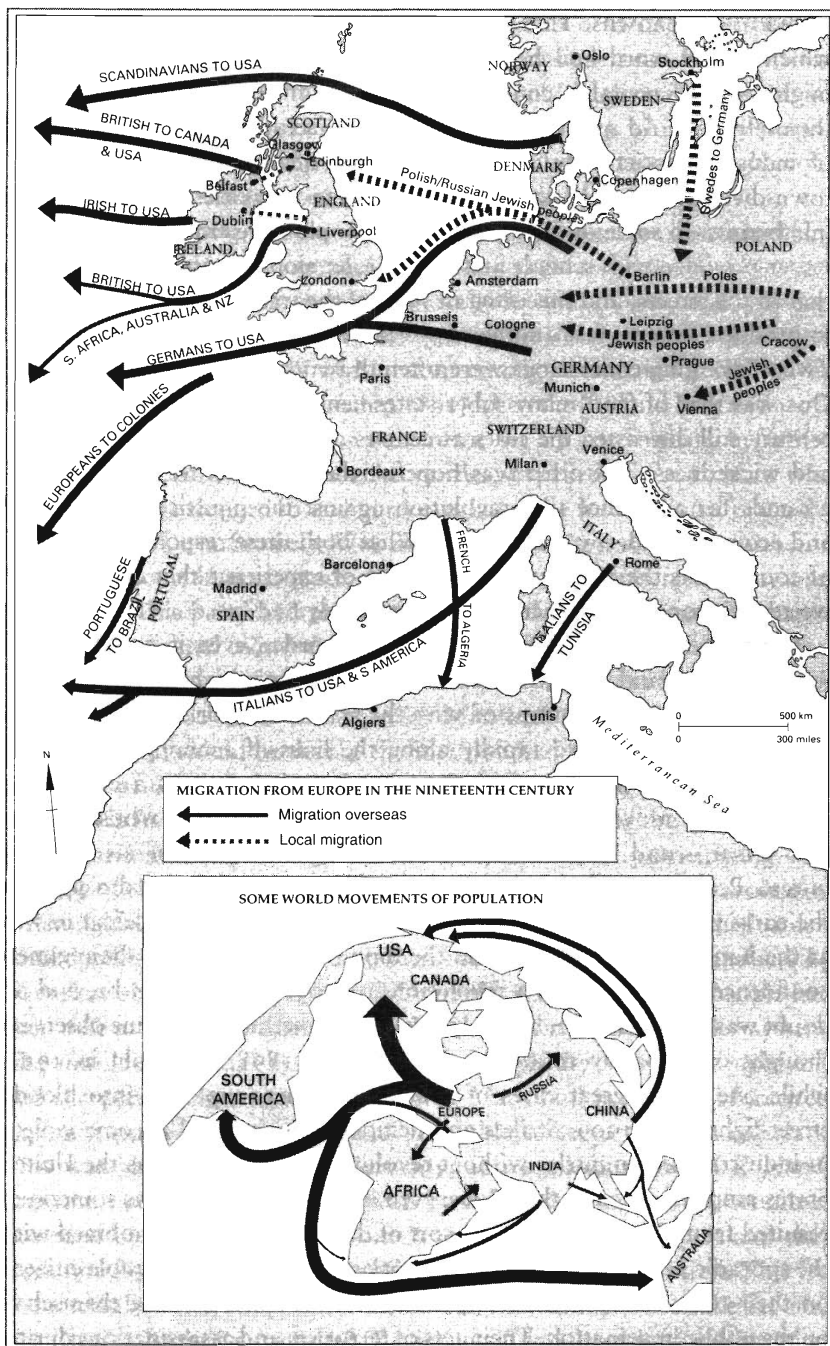 SCANDINAVIANS TO USA
NORWAY
Oslo
Stockholm
SWEDEN
BRITISH TO CANADA
& USA
SCOTLAND
Glasgow
Edinburgh
DENMARK
Copenhagen
Swedes to Germany
Belfast
Polish/Russian Jewish peoples
IRISH TO USA
Dublin
ENGLAND
Liverpool
IRELAND
POLAND
BRITISH TO USA
London
Amsterdam
Berlin
Poles
S. AFRICA, AUSTRALIA & NZ
Brussels
Cologne
Leipzig
Jewish peoples
Cracow
GERMANS TO USA
Paris
GERMANY
Prague
Jewish
peoples
Munich
AUSTRIA
Vienna
EUROPEANS TO COLONIES
FRANCE
SWITZERLAND
Venice
Bordeaux
Milan
ITALY
PORTUGUESE
TO BRAZIL
PORTUGAL
Barcelona
Madrid
SPAIN
FRENCH
TO ALGERIA
Rome
ITALIANS TO
TUNISIA
ITALIANS TO USA & S AMERICA
Algiers
Tunis
0 500 km
0 300 miles
Mediterranean Sea
N
MIGRATION FROM EUROPE IN THE NINETEENTH CENTURY
Migration overseas
Local migration
SOME WORLD MOVEMENTS OF POPULATION
USA
CANADA
SOUTH
AMERICA
EUROPE
RUSSIA
CHINA
INDIA
AFRICA
AUSTRALIA